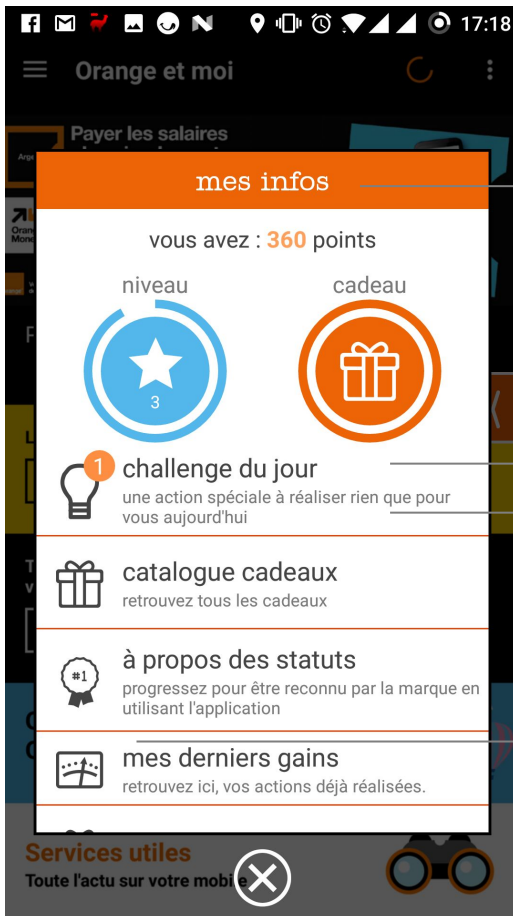 17:18
Orange et moi
Payer les salaires
mes infos
vous avez : 360 points
niveau
cadeau
3
1
challenge du jour
une action spéciale à réaliser rien que pour
vous aujourd'hui
catalogue cadeaux
retrouvez tous les cadeaux
#1
à propos des statuts
progressez pour être reconnu par la marque en
utilisant l'application
mes derniers gains
retrouvez ici, vos actions déjà réalisées.
Services utiles
Toute l'actu sur votre mobile